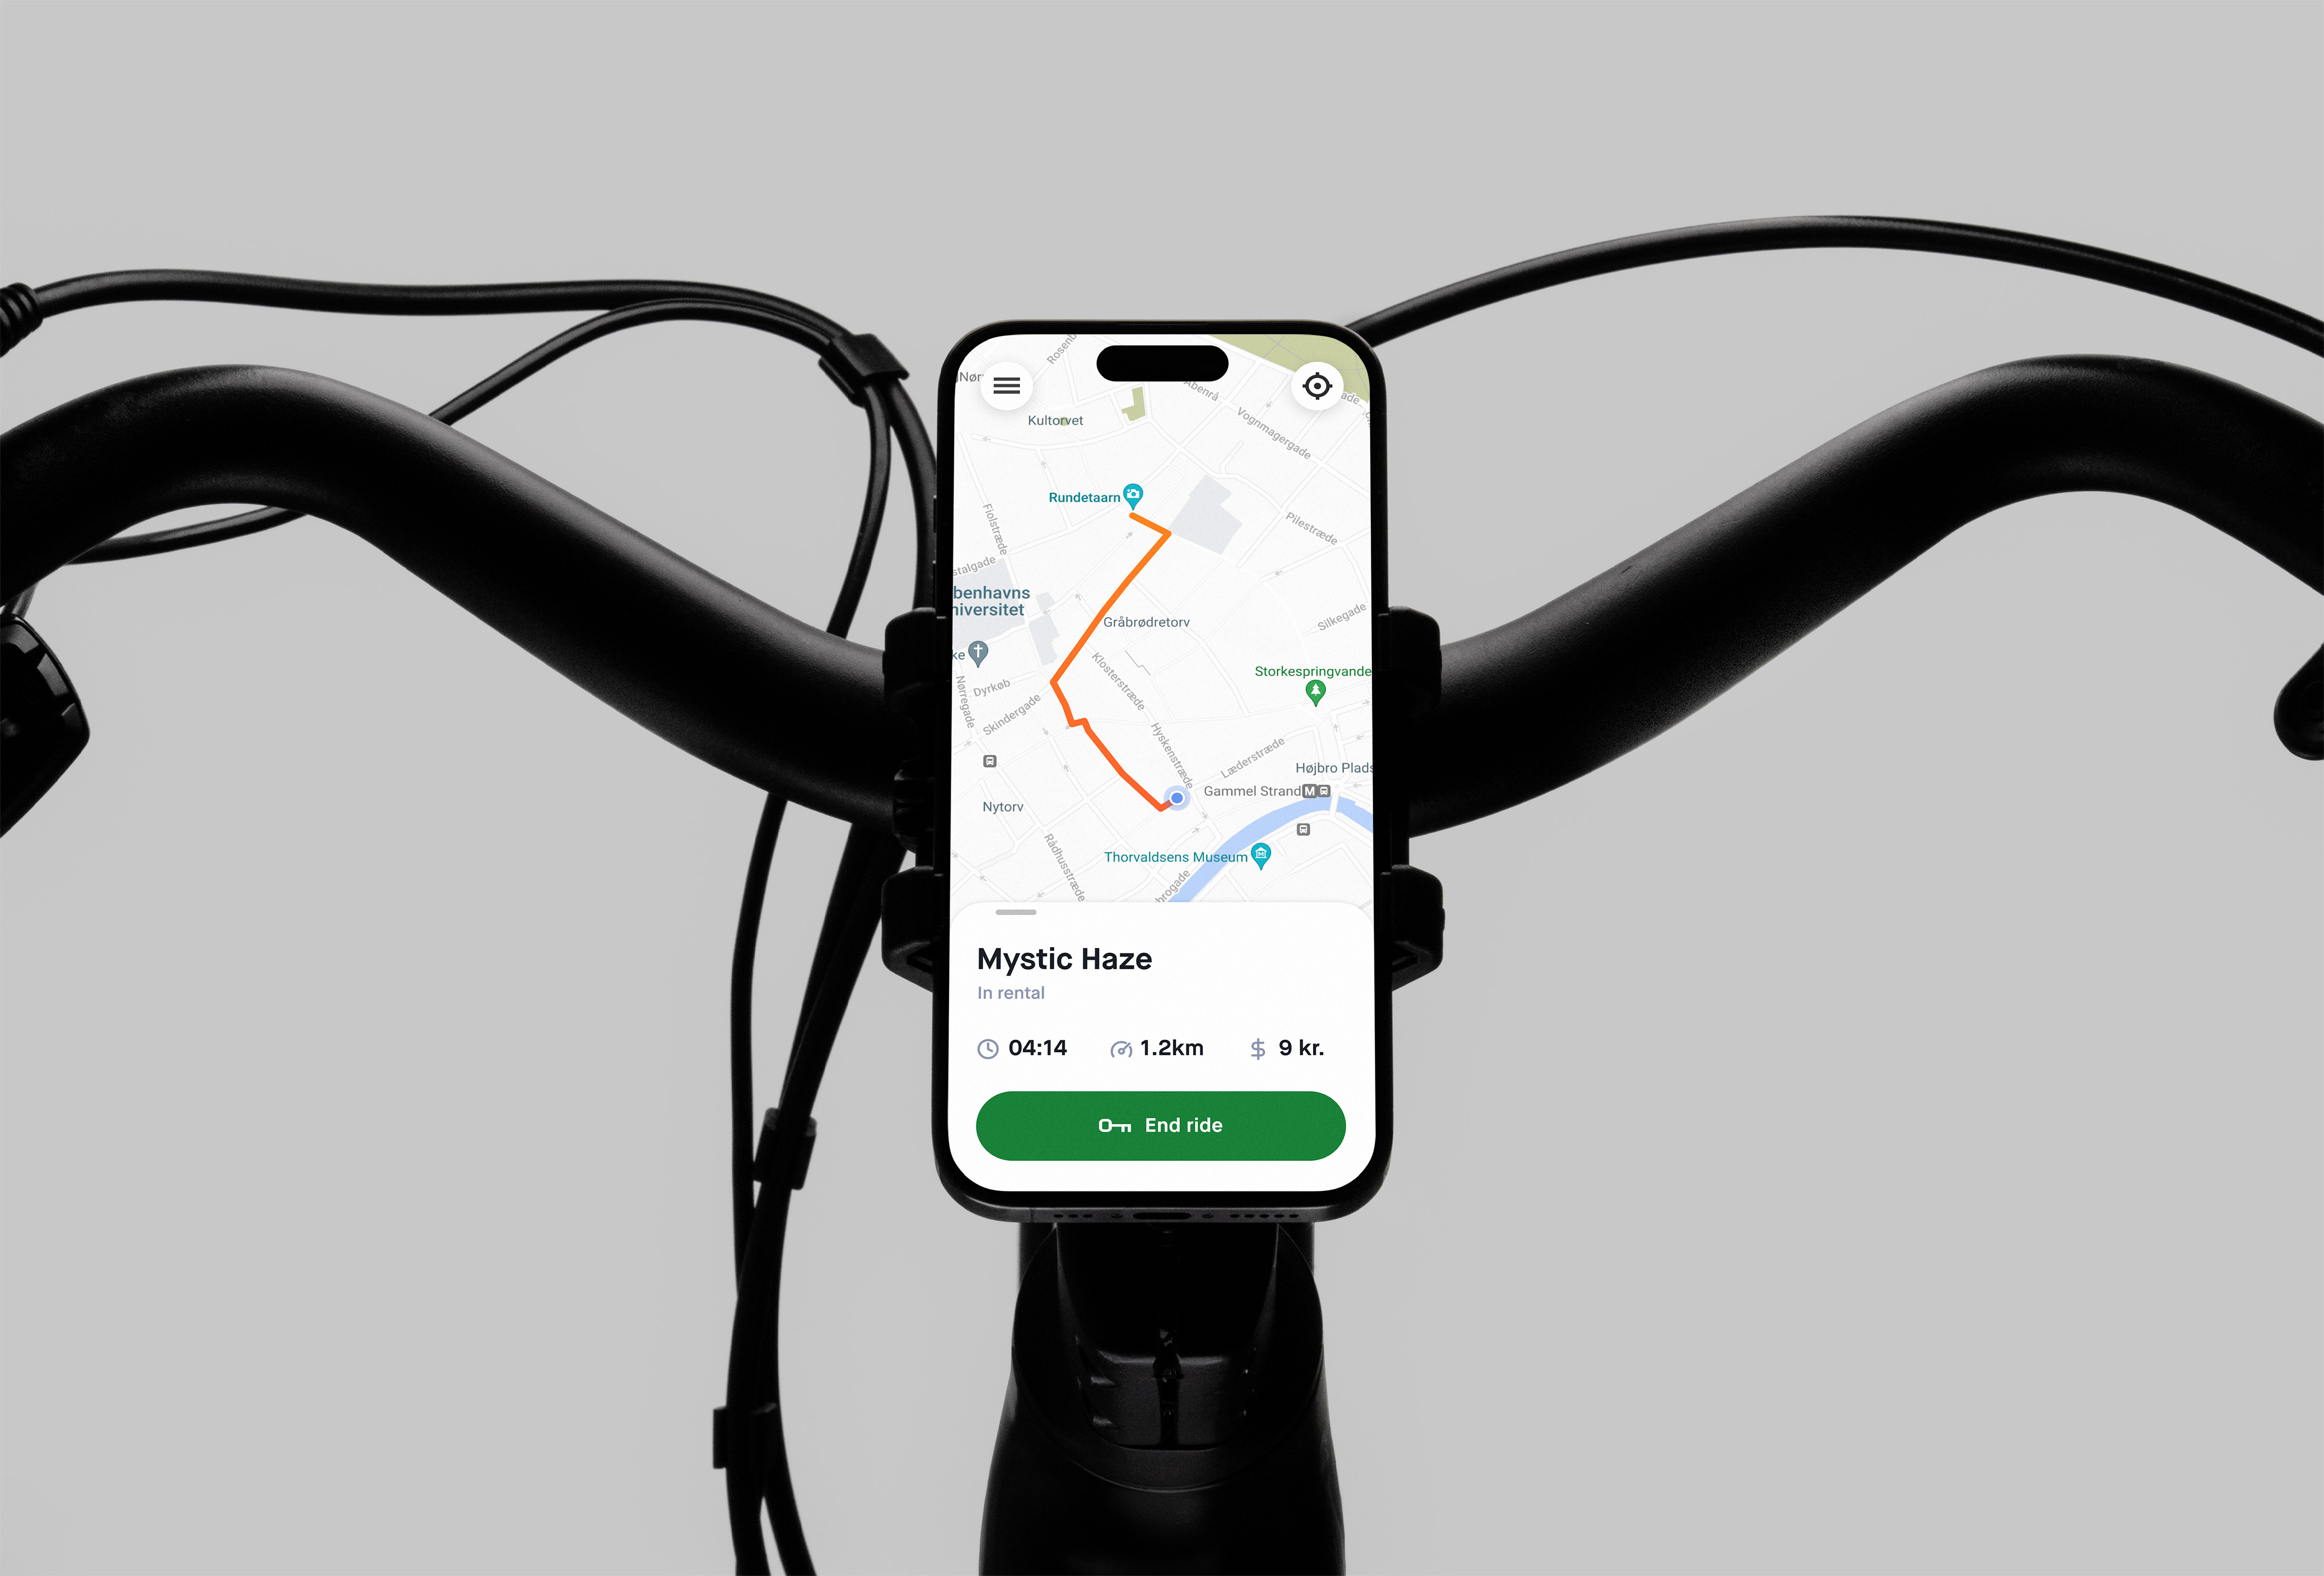 Rosenb
Nør
Åbenrå
ade
Kultorvet
Vognmagergade
Rundetaarn
Fiolstræde
Pilestræde
stalgade
benhavns
niversitet
Silkegade
Gråbrødretorv
ke
Klosterstræde
Storkespringvande
Nørregade
Dyrkøb
Skindergade
Hyskenstræde
Læderstræde
Højbro Plads
Gammel Strand M
Nytorv
Rådhusstræde
Thorvaldsens Museum
brogade
Mystic Haze
In rental
04:14 1.2km $ 9 kr.
End ride